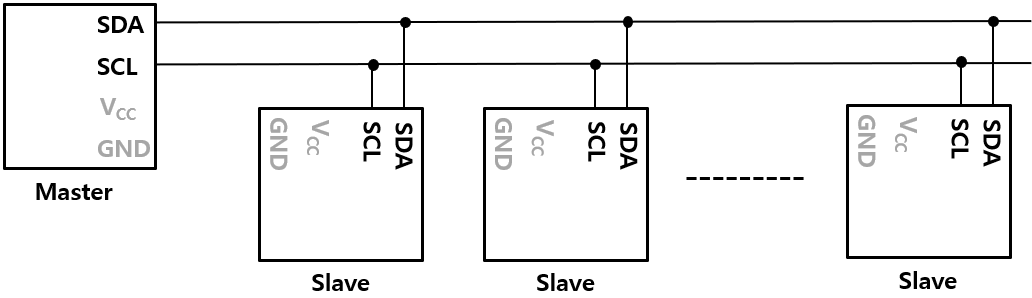 SDA
SCL
VCC
GND
Master
GND
VCC
SCL
SDA
Slave
GND
VCC
SCL
SDA
Slave
GND
VCC
SCL
SDA
Slave